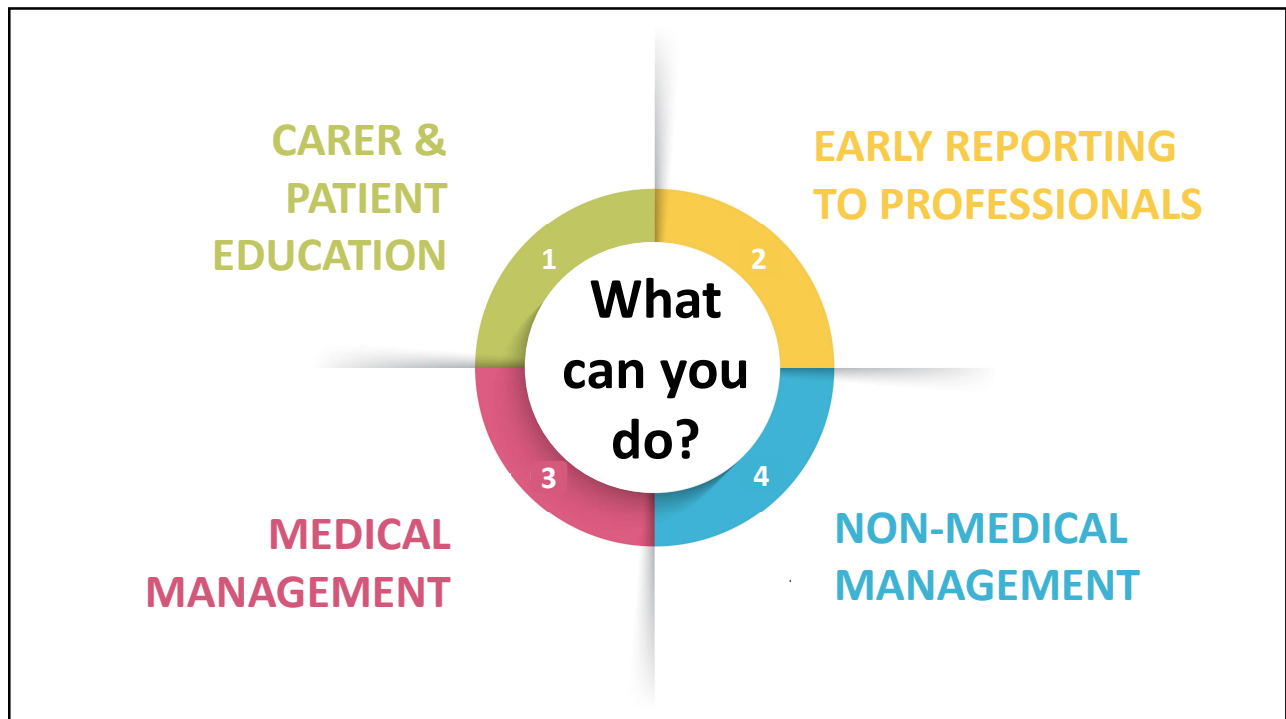 CARER &
PATIENT
EDUCATION
1
EARLY REPORTING
TO PROFESSIONALS
2
What
can you
do?
3
MEDICAL
MANAGEMENT
4
NON-MEDICAL
MANAGEMENT